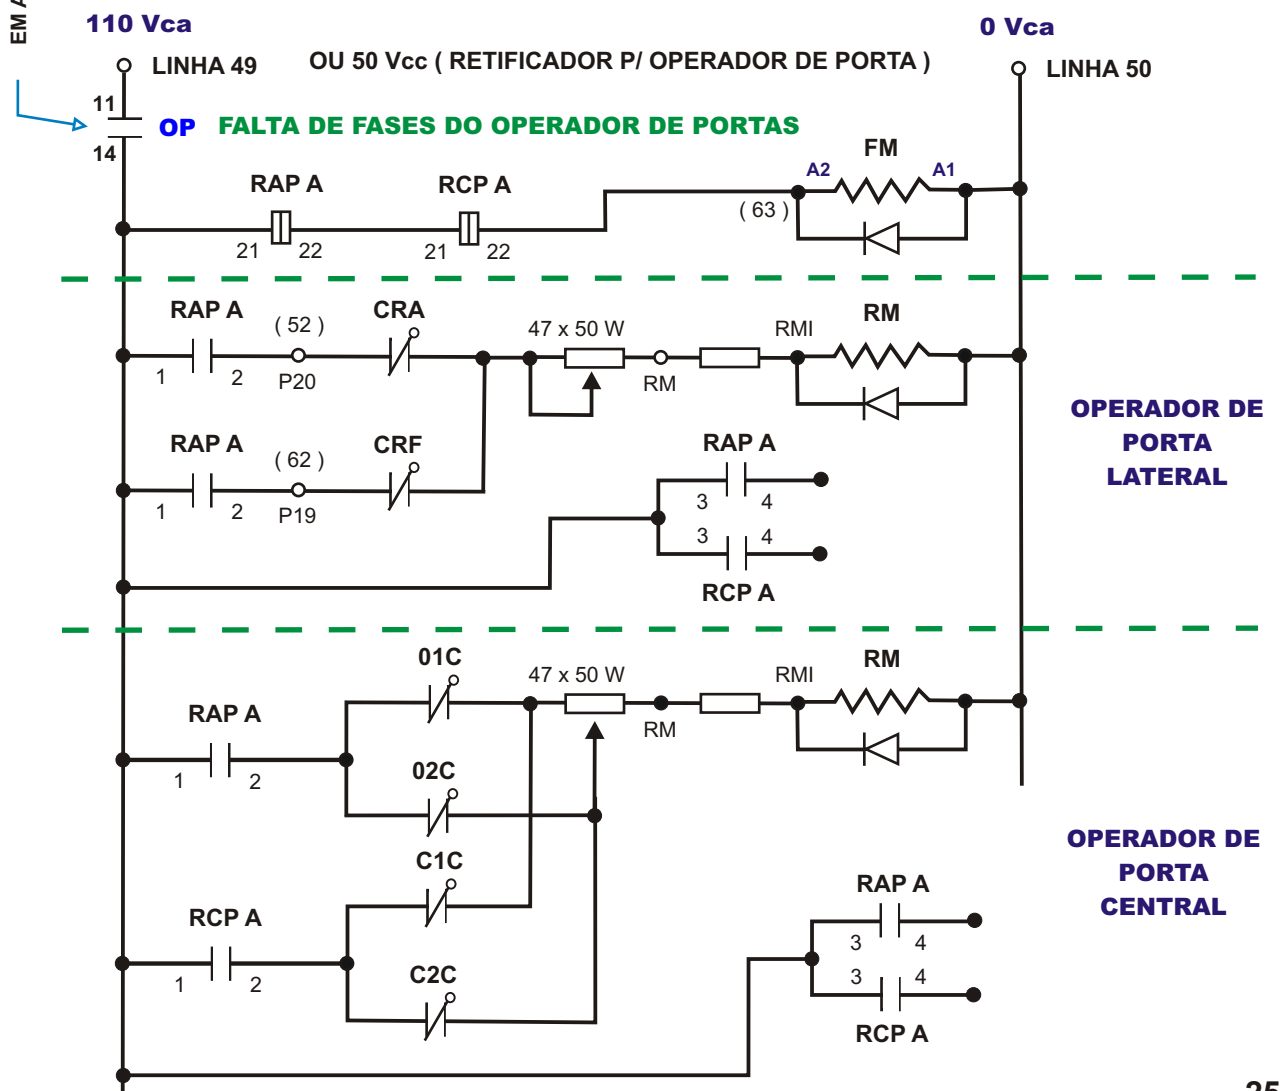 EM A
110 Vca
0 Vca
LINHA 49
OU 50 Vcc ( RETIFICADOR P/ OPERADOR DE PORTA )
LINHA 50
11
OP FALTA DE FASES DO OPERADOR DE PORTAS
14
FM
A2
A1
RAP A
RCP A
( 63 )
21
22
21
22
RAP A
( 52 )
CRA
47 x 50 W
RMI
RM
1
2
P20
RM
OPERADOR DE
PORTA
LATERAL
RAP A
( 62 )
CRF
RAP A
1
2
P19
3
4
3
4
RCP A
01C
47 x 50 W
RMI
RM
RAP A
RM
1
2
02C
OPERADOR DE
PORTA
CENTRAL
C1C
RCP A
RAP A
3
4
1
2
C2C
3
4
RCP A
25